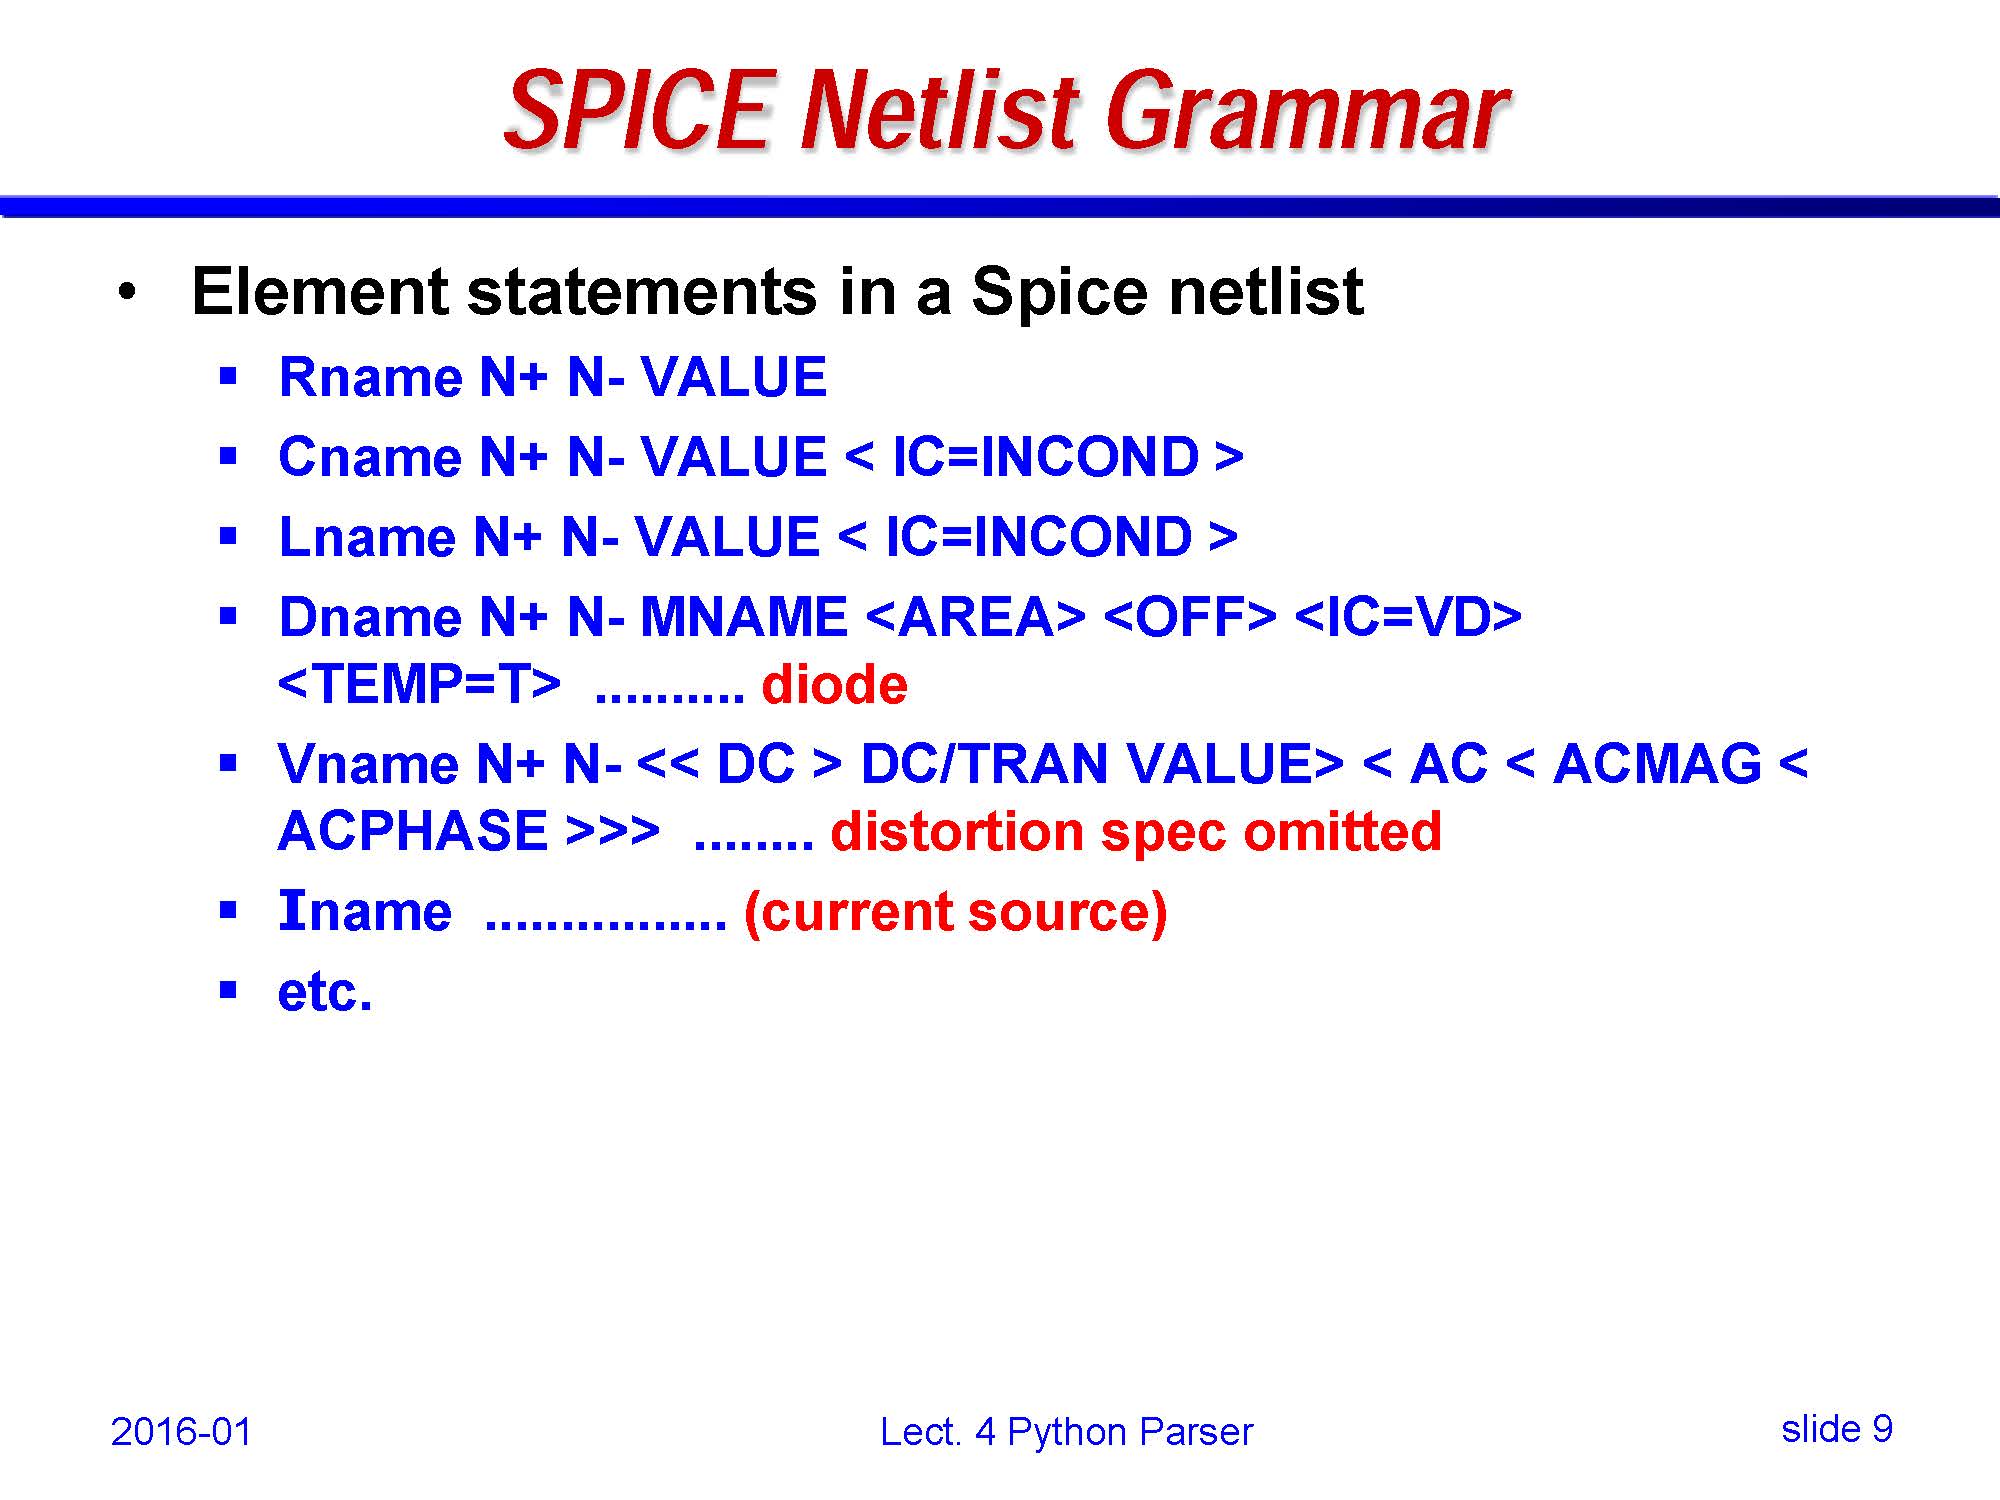 SPICE Netlist Grammar
• Element statements in a Spice netlist
▪ Rname N+ N- VALUE
▪ Cname N+ N- VALUE < IC=INCOND >
▪ Lname N+ N- VALUE < IC=INCOND >
▪ Dname N+ N- MNAME <AREA> <OFF> <IC=VD>
<TEMP=T> .......... diode
▪ Vname N+ N- << DC > DC/TRAN VALUE> < AC < ACMAG <
ACPHASE >>> ........ distortion spec omitted
▪ Iname ................ (current source)
▪ etc.
2016-01
Lect. 4 Python Parser
slide 9